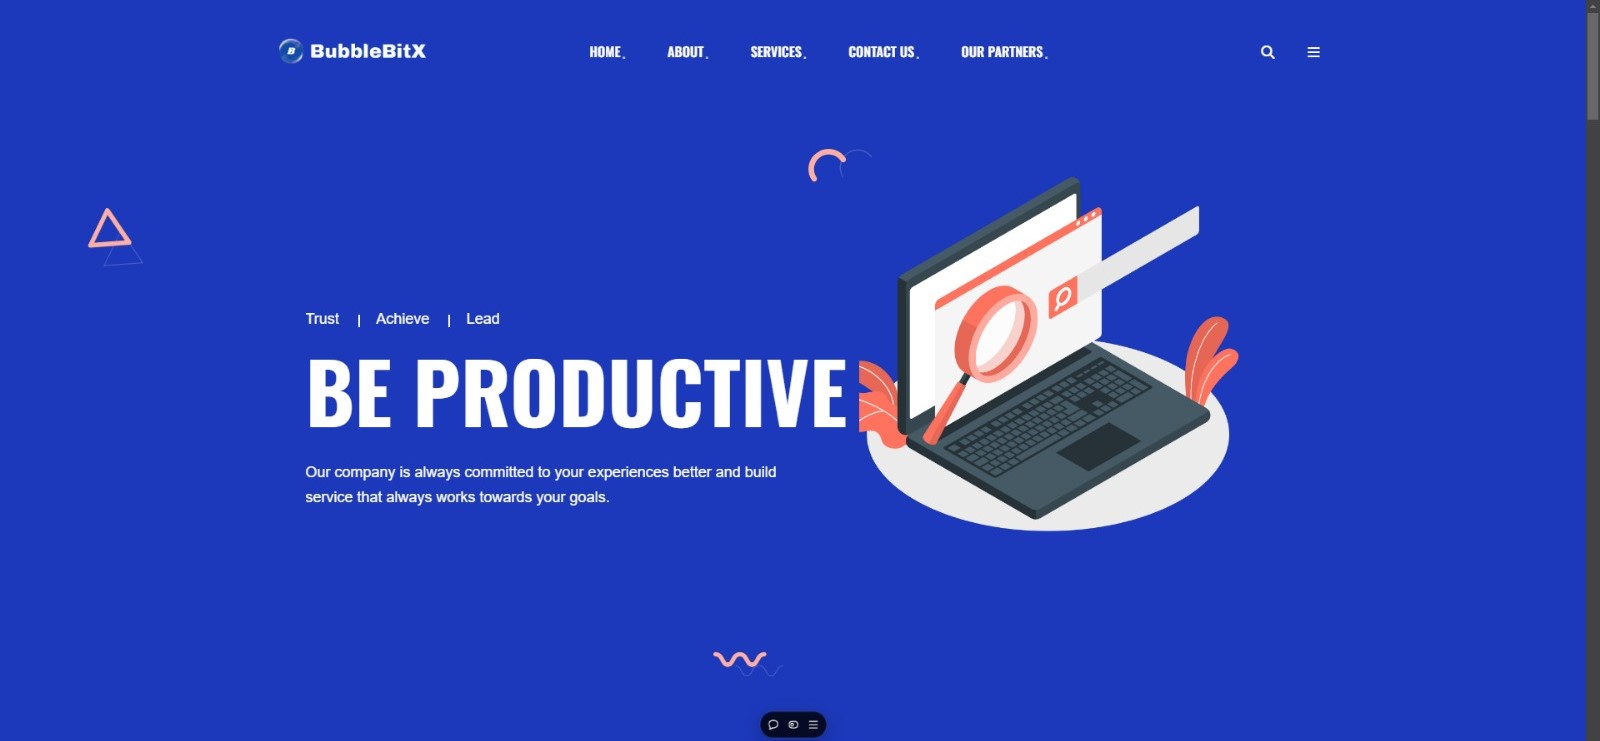 B BubbleBitX
HOME. ABOUT. SERVICES. CONTACT US. OUR PARTNERS.
Trust | Achieve | Lead
BE PRODUCTIVE
Our company is always committed to your experiences better and build
service that always works towards your goals.